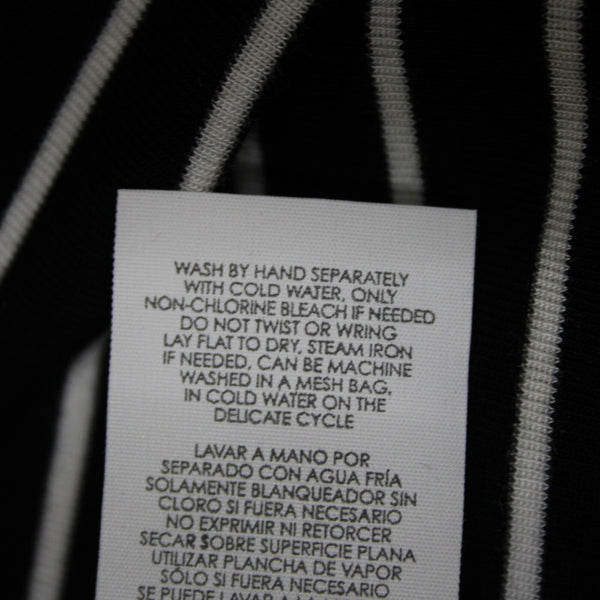 WASH BY HAND SEPARATELY
WITH COLD WATER, ONLY
NON-CHLORINE BLEACH IF NEEDED
DO NOT TWIST OR WRING
LAY FLAT TO DRY, STEAM IRON
IF NEEDED, CAN BE MACHINE
WASHED IN A MESH BAG,
IN COLD WATER ON THE
DELICATE CYCLE
LAVAR A MANO POR
SEPARADO CON AGUA FRÍA
SOLAMENTE BLANQUEADOR SIN
CLORO SI FUERA NECESARIO
NO EXPRIMIR NI RETORCER
SECAR SOBRE SUPERFICIE PLANA
UTILIZAR PLANCHA DE VAPOR
SÓLO SI FUERA NECESARIO
SE PUEDE LAVAR A